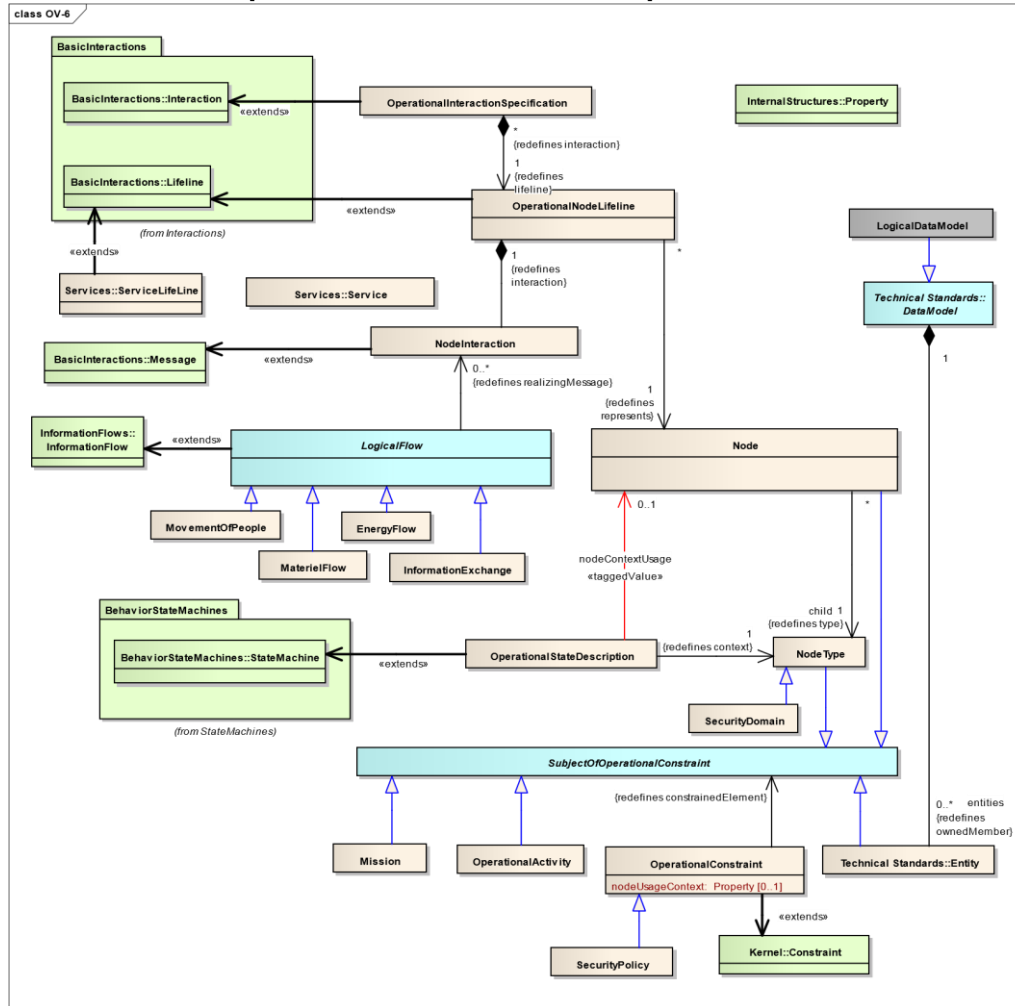 class OV-6
BasicInteractions
BasicInteractions::Interaction
«extends»
OperationalInteractionSpecification
InternalStructures::Property
*
{redefines interaction}
1
{redefines
lifeline}
BasicInteractions::Lifeline
«extends»
OperationalNodeLifeline
(from Interactions)
LogicalDataModel
«extends»
1
{redefines
interaction}
*
Services::ServiceLifeLine
Services::Service
Technical Standards::
DataModel
NodeInteraction
BasicInteractions::Message
«extends»
1
0..*
{redefines realizingMessage}
1
{redefines
represents}
InformationFlows::
InformationFlow
«extends»
LogicalFlow
Node
0..1
*
MovementOfPeople
EnergyFlow
MaterielFlow
InformationExchange
nodeContextUsage
«taggedValue»
BehaviorStateMachines
child 1
{redefines type}
1
{redefines context}
BehaviorStateMachines::StateMachine
«extends»
OperationalStateDescription
NodeType
SecurityDomain
(from StateMachines)
SubjectOfOperationalConstraint
{redefines constrainedElement}
0..* entities
{redefines
ownedMember}
Mission
OperationalActivity
OperationalConstraint
Technical Standards::Entity
nodeUsageContext: Property [0..1]
«extends»
SecurityPolicy
Kernel::Constraint